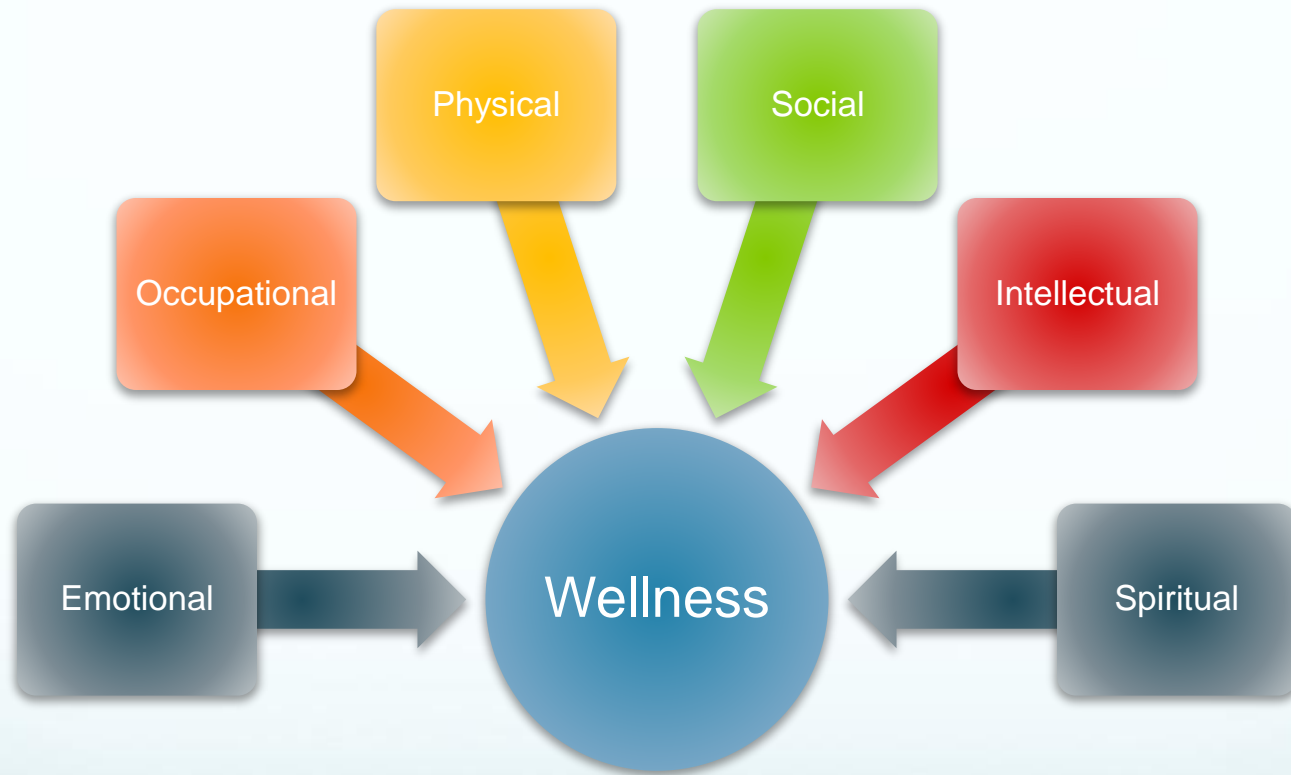 Physical
Social
Occupational
Intellectual
Emotional
Wellness
Spiritual